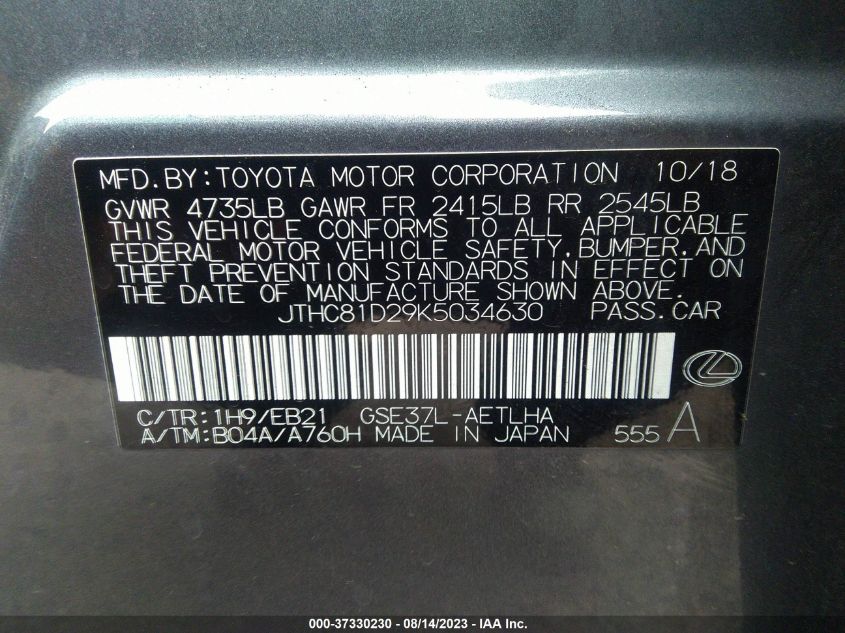 MFD.BY:TOYOTA MOTOR CORPORATION 10/18
GVWR 4735LB GAWR FR 2415LB RR 2545LB
THIS VEHICLE CONFORMS TO ALL APPLICABLE
FEDERAL MOTOR VEHICLE SAFETY,BUMPER,AND
THEFT PREVENTION STANDARDS IN EFFECT ON
THE DATE OF MANUFACTURE SHOWN ABOVE.
JTHC81D29K5034630 PASS.CAR
C/TR:1H9/EB21 GSE37L-AETLHA
A/TM:B04A/A760H MADE IN JAPAN 555 A
000-37330230 - 08/14/2023 - IAA Inc.